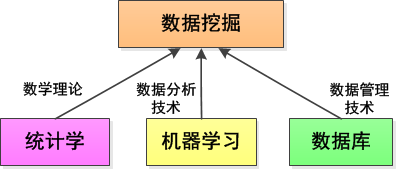 数据挖掘
数学理论
数据分析
技术
数据管理
技术
统计学
机器学习
数据库